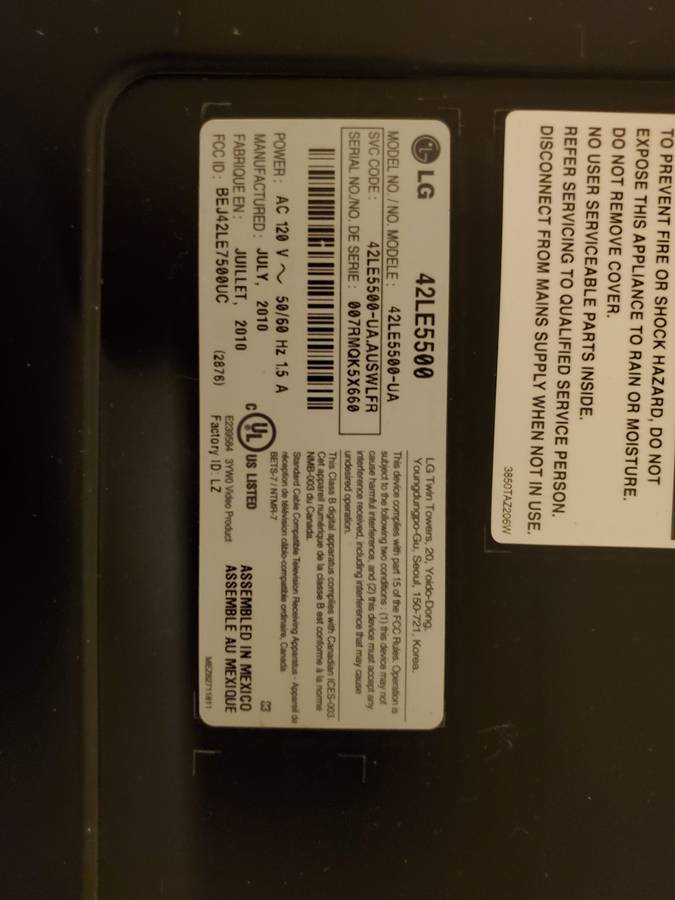 LG 42LE5500
MODEL NO. / NO. MODELE : 42LE5500-UA
SVC CODE : 42LE5500-UA.AUSWLFR
SERIAL NO./NO. DE SERIE : 007RMQK5X660
POWER : AC 120 V ~ 50/60 Hz 1.5 A
MANUFACTURED : JULY, 2010
FABRIQUE EN : JUILLET, 2010
FCC ID : BEJ42LE7500UC (2876)
LG Twin Towers, 20, Yoido-Dong,
Youngdungpo-Gu, Seoul, 150-721, Korea.
This device complies with part 15 of the FCC Rules. Operation is
subject to the following two conditions : (1) this device may not
cause harmful interference, and (2) this device must accept any
interference received, including interference that may cause
undesired operation.
This Class B digital apparatus complies with Canadian ICES-003.
Cet appareil numérique de la classe B est conforme à la norme
NMB-003 du Canada.
Standard Cable Compatible Television Receiving Apparatus - Appareil de
réception de télévision câblo-compatible ordinaire, Canada
BETS-7 / NTMR-7
C UL US LISTED
E239584 3YW0 Video Product
Factory ID: LZ
03
ASSEMBLED IN MEXICO
ASSEMBLE AU MEXIQUE
MEZ62711811
TO PREVENT FIRE OR SHOCK HAZARD, DO NOT
EXPOSE THIS APPLIANCE TO RAIN OR MOISTURE.
DO NOT REMOVE COVER.
NO USER SERVICEABLE PARTS INSIDE.
REFER SERVICING TO QUALIFIED SERVICE PERSON.
DISCONNECT FROM MAINS SUPPLY WHEN NOT IN USE.
3850TAZ206W